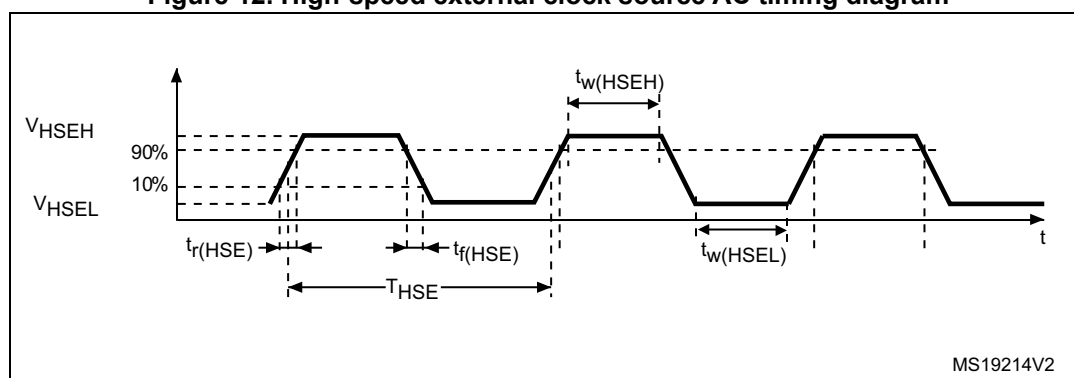 Figure 12. High-speed external clock source AC timing diagram
tw(HSEH)
VHSEH
90%
10%
VHSEL
tr(HSE)
tf(HSE)
tw(HSEL)
t
THSE
MS19214V2